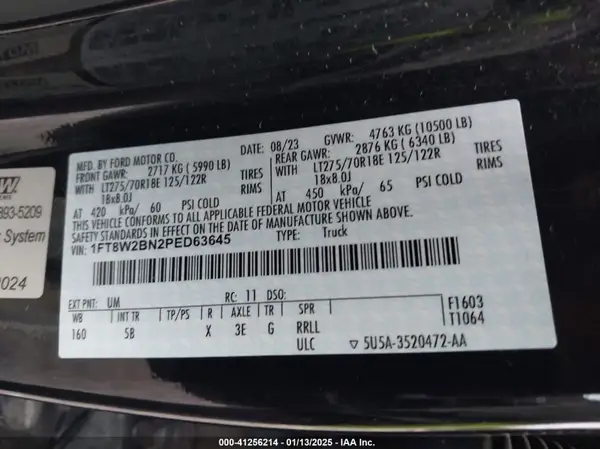 MFD. BY FORD MOTOR CO.
DATE: 08/23 GVWR: 4763 KG (10500 LB)
FRONT GAWR: 2717 KG (5990 LB)
REAR GAWR: 2876 KG (6340 LB)
WITH LT275/70R18E 125/122R TIRES
WITH LT275/70R18E 125/122R TIRES
18x8.0J RIMS
18x8.0J RIMS
AT 420 kPa/ 60 PSI COLD
AT 450 kPa/ 65 PSI COLD
THIS VEHICLE CONFORMS TO ALL APPLICABLE FEDERAL MOTOR VEHICLE
SAFETY STANDARDS IN EFFECT ON THE DATE OF MANUFACTURE SHOWN ABOVE.
VIN: 1FT8W2BN2PED63645 TYPE: Truck
EXT PNT: UM RC: 11 DSO:
WB INT TR TP/PS R AXLE TR SPR
160 5B X 3E G RRLL
ULC
F1603
T1064
5U5A-3520472-AA
893-5209
System
024
000-41256214 - 01/13/2025 - IAA Inc.